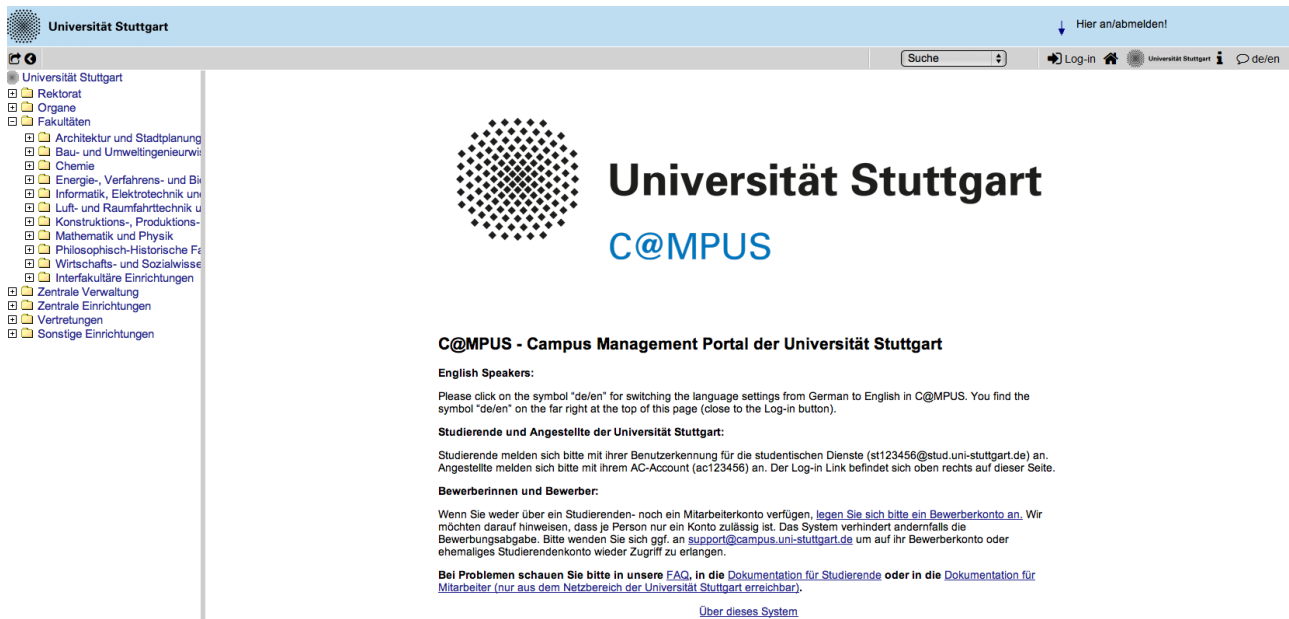 Universität Stuttgart
Hier an/abmelden!
Suche
Log-in
Universität Stuttgart
de/en
Universität Stuttgart
Rektorat
Organe
Fakultäten
Architektur und Stadtplanung
Bau- und Umweltingenieurwi
Chemie
Energie-, Verfahrens- und Bi
Informatik, Elektrotechnik un
Luft- und Raumfahrttechnik u
Konstruktions-, Produktions-
Mathematik und Physik
Philosophisch-Historische Fa
Wirtschafts- und Sozialwisse
Interfakultäre Einrichtungen
Zentrale Verwaltung
Zentrale Einrichtungen
Vertretungen
Sonstige Einrichtungen
Universität Stuttgart
C@MPUS
C@MPUS - Campus Management Portal der Universität Stuttgart
English Speakers:
Please click on the symbol "de/en" for switching the language settings from German to English in C@MPUS. You find the
symbol "de/en" on the far right at the top of this page (close to the Log-in button).
Studierende und Angestellte der Universität Stuttgart:
Studierende melden sich bitte mit ihrer Benutzerkennung für die studentischen Dienste (st123456@stud.uni-stuttgart.de) an.
Angestellte melden sich bitte mit ihrem AC-Account (ac123456) an. Der Log-in Link befindet sich oben rechts auf dieser Seite.
Bewerberinnen und Bewerber:
Wenn Sie weder über ein Studierenden- noch ein Mitarbeiterkonto verfügen, legen Sie sich bitte ein Bewerberkonto an. Wir
möchten darauf hinweisen, dass je Person nur ein Konto zulässig ist. Das System verhindert andernfalls die
Bewerbungsabgabe. Bitte wenden Sie sich ggf. an support@campus.uni-stuttgart.de um auf ihr Bewerberkonto oder
ehemaliges Studierendenkonto wieder Zugriff zu erlangen.
Bei Problemen schauen Sie bitte in unsere FAQ, in die Dokumentation für Studierende oder in die Dokumentation für
Mitarbeiter (nur aus dem Netzbereich der Universität Stuttgart erreichbar).
Über dieses System